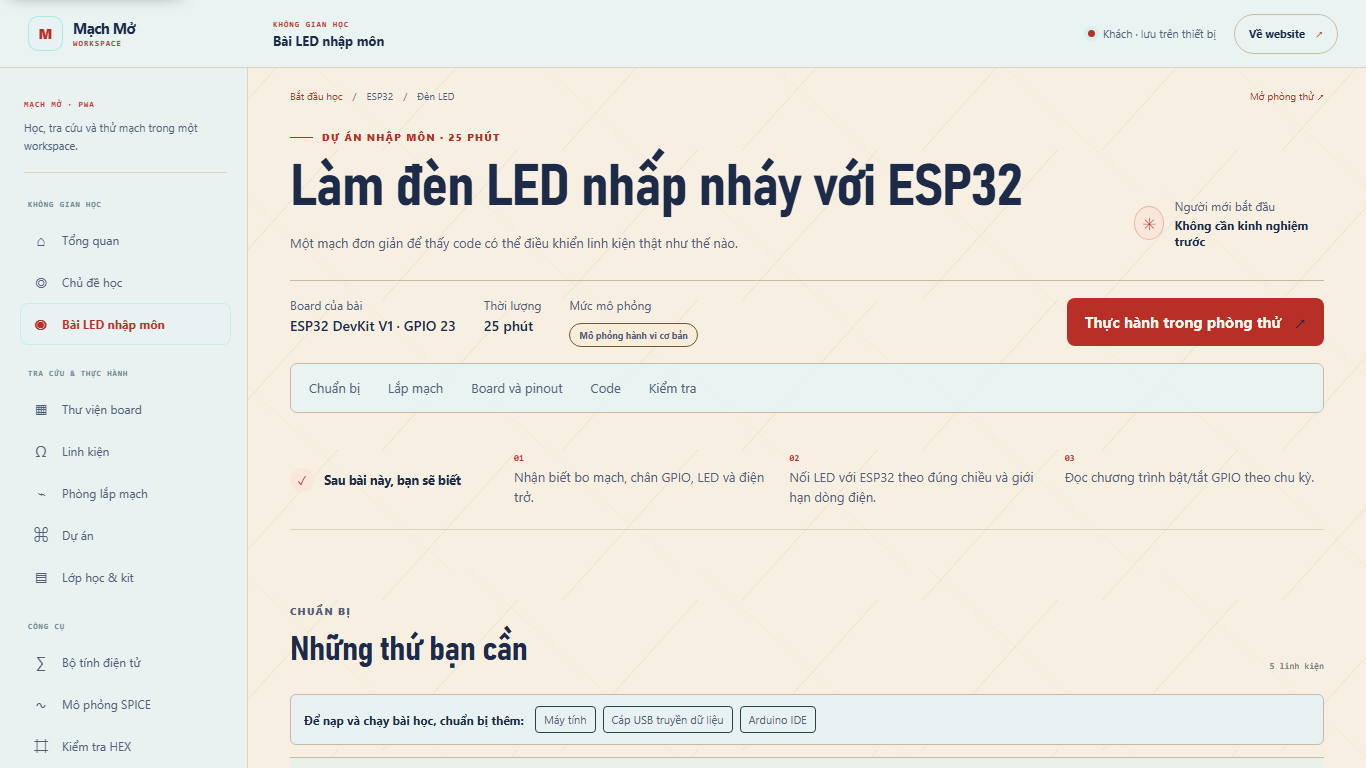 M
Mạch Mở
WORKSPACE
KHÔNG GIAN HỌC
Bài LED nhập môn
Khách · lưu trên thiết bị
Về website ↗
MẠCH MỞ · PWA
Học, tra cứu và thử mạch trong một
workspace.
KHÔNG GIAN HỌC
Tổng quan
Chủ đề học
Bài LED nhập môn
TRA CỨU & THỰC HÀNH
Thư viện board
Linh kiện
Phòng lắp mạch
Dự án
Lớp học & kit
CÔNG CỤ
Bộ tính điện tử
Mô phỏng SPICE
Kiểm tra HEX
Bắt đầu học / ESP32 / Đèn LED
Mở phòng thử ↗
DỰ ÁN NHẬP MÔN · 25 PHÚT
Làm đèn LED nhấp nháy với ESP32
Một mạch đơn giản để thấy code có thể điều khiển linh kiện thật như thế nào.
Người mới bắt đầu
Không cần kinh nghiệm
trước
Board của bài
ESP32 DevKit V1 · GPIO 23
Thời lượng
25 phút
Mức mô phỏng
Mô phỏng hành vi cơ bản
Thực hành trong phòng thử ↗
Chuẩn bị
Lắp mạch
Board và pinout
Code
Kiểm tra
✓ Sau bài này, bạn sẽ biết
01
Nhận biết bo mạch, chân GPIO, LED và điện
trở.
02
Nối LED với ESP32 theo đúng chiều và giới
hạn dòng điện.
03
Đọc chương trình bật/tắt GPIO theo chu kỳ.
CHUẨN BỊ
Những thứ bạn cần
5 linh kiện
Để nạp và chạy bài học, chuẩn bị thêm:
Máy tính
Cáp USB truyền dữ liệu
Arduino IDE